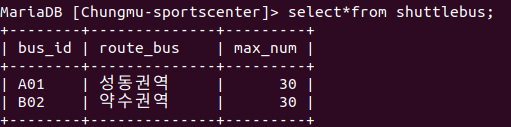 MariaDB [Chungmu-sportscenter]> select*from shuttlebus;
+--------+--------------+---------+
| bus_id | route_bus    | max_num |
+--------+--------------+---------+
| A01    | 성동권역     |      30 |
| B02    | 약수권역     |      30 |
+--------+--------------+---------+